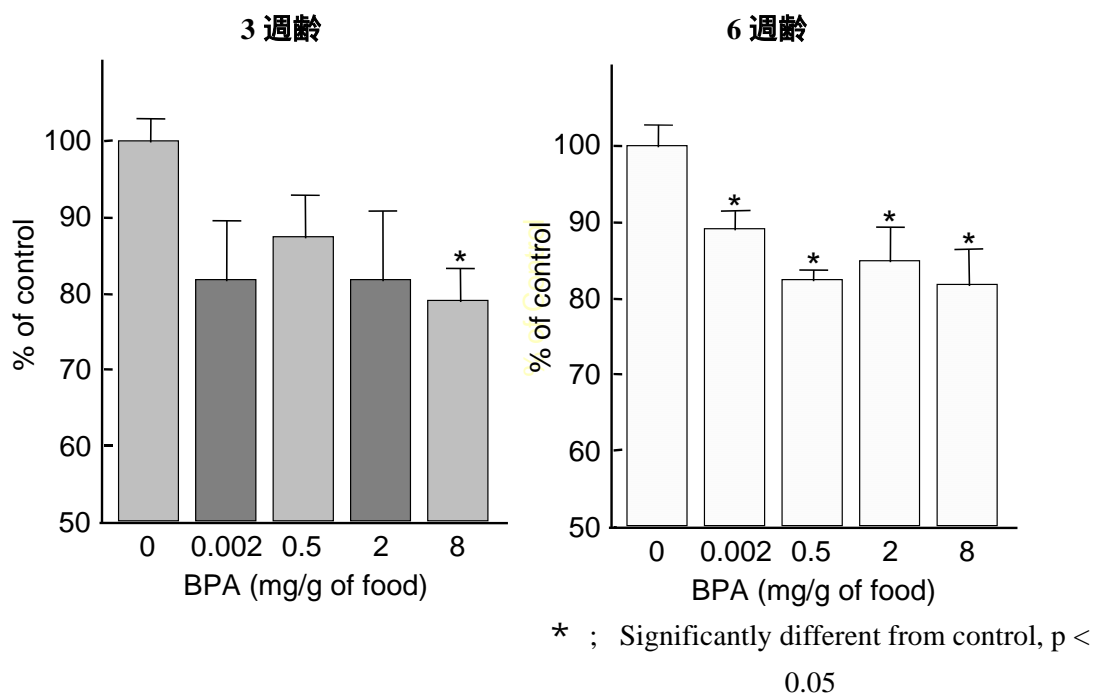 3 週齢
100
90
80
70
60
50
% of control
*
0 0.002 0.5 2 8
BPA (mg/g of food)
6 週齢
100
90
80
70
60
50
% of control
% of Control
* * * *
0 0.002 0.5 2 8
BPA (mg/g of food)
* ; Significantly different from control, p <
0.05